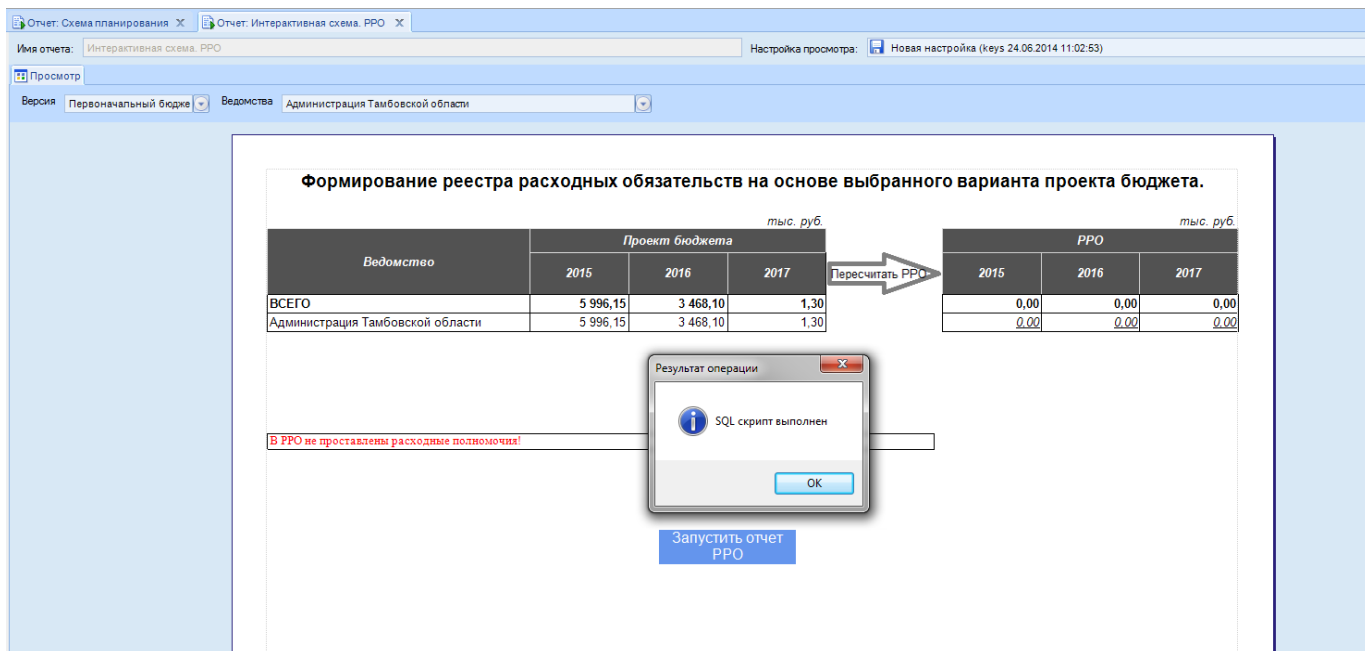 Отчет: Схема планирования X Отчет: Интерактивная схема. РРО X
Имя отчета: Интерактивная схема. РРО Настройка просмотра: Новая настройка (keys 24.06.2014 11:02:53)
Просмотр
Версия Первоначальный бюдже Ведомства Администрация Тамбовской области
Формирование реестра расходных обязательств на основе выбранного варианта проекта бюджета.
тыс. руб. тыс. руб.
Ведомство Проект бюджета РРО
2015 2016 2017 Пересчитать РРО 2015 2016 2017
ВСЕГО 5 996,15 3 468,10 1,30 0,00 0,00 0,00
Администрация Тамбовской области 5 996,15 3 468,10 1,30 0,00 0,00 0,00
Результат операции
SQL скрипт выполнен
В РРО не проставлены расходные полномочия!
OK
Запустить отчет
РРО